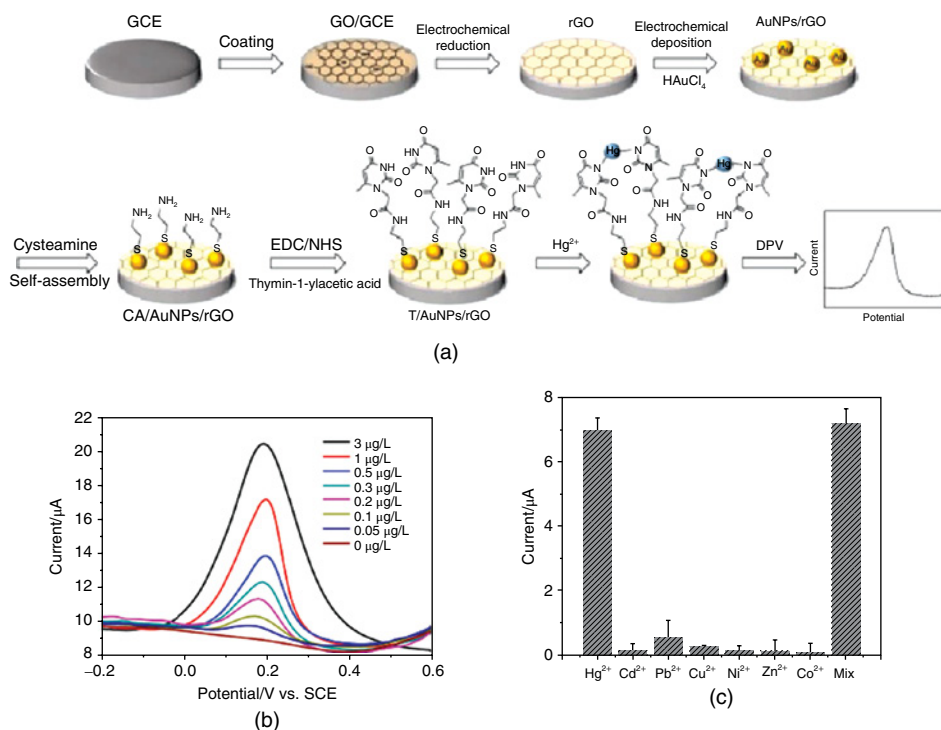 GCE
GO/GCE
rGO
AuNPs/rGO
Coating
Electrochemical
reduction
Electrochemical
deposition
HAuCl4
Cysteamine
Self-assembly
NH2
NH2
NH2
NH2
S
S
S
S
CA/AuNPs/rGO
EDC/NHS
Thymin-1-ylacetic acid
T/AuNPs/rGO
Hg2+
Hg
Hg
DPV
Current
Potential
(a)
22
20
18
16
14
12
10
8
Current/μA
3 μg/L
1 μg/L
0.5 μg/L
0.3 μg/L
0.2 μg/L
0.1 μg/L
0.05 μg/L
0 μg/L
−0.2 0.0 0.2 0.4 0.6
Potential/V vs. SCE
(b)
8
6
4
2
0
Current/μA
Hg2+ Cd2+ Pb2+ Cu2+ Ni2+ Zn2+ Co2+ Mix
(c)